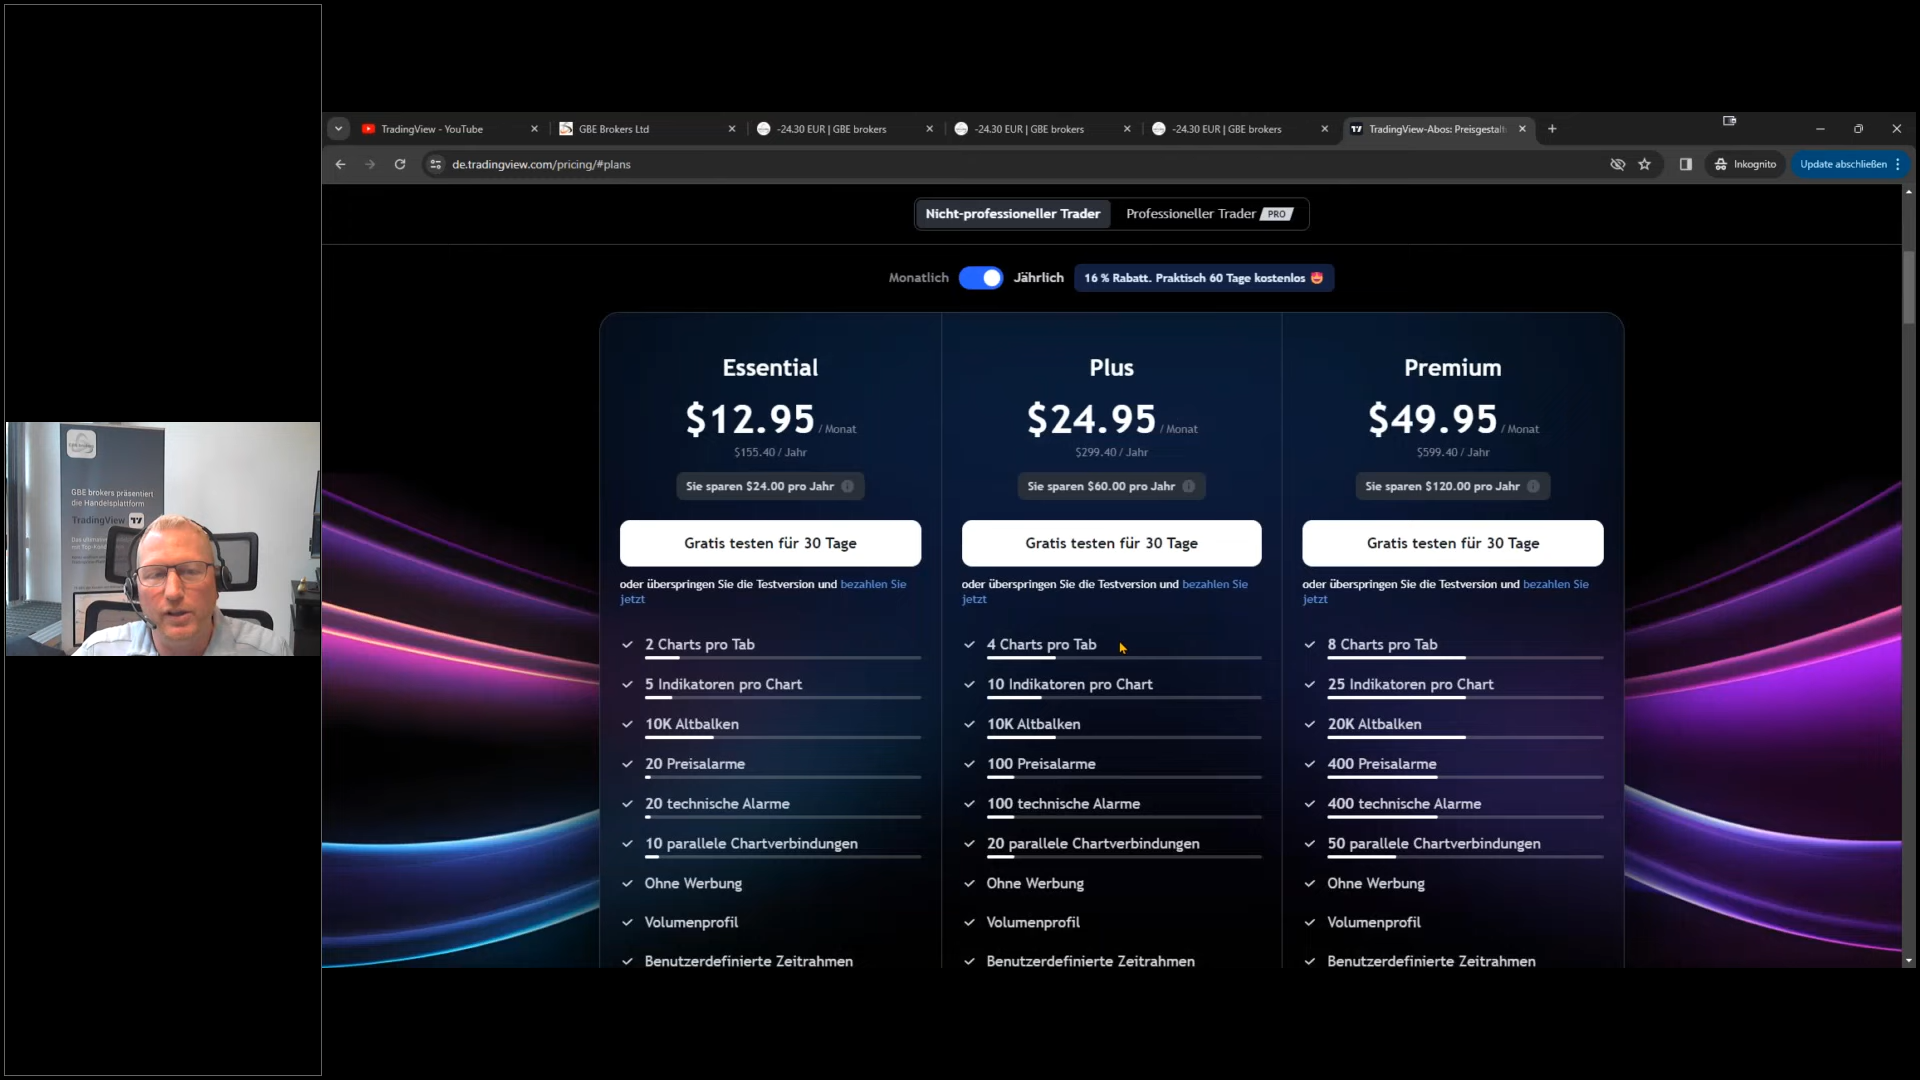 GBE brokers präsentiert
die Handelsplattform
TradingView
TradingView - YouTube
GBE Brokers Ltd
-24.30 EUR | GBE brokers
-24.30 EUR | GBE brokers
-24.30 EUR | GBE brokers
TradingView-Abos: Preisgestalt
de.tradingview.com/pricing/#plans
Inkognito
Update abschließen
Nicht-professioneller Trader
Professioneller Trader PRO
Monatlich
Jährlich
16 % Rabatt. Praktisch 60 Tage kostenlos
Essential
$12.95 / Monat
$155.40 / Jahr
Sie sparen $24.00 pro Jahr
Gratis testen für 30 Tage
oder überspringen Sie die Testversion und bezahlen Sie
jetzt
2 Charts pro Tab
5 Indikatoren pro Chart
10K Altbalken
20 Preisalarme
20 technische Alarme
10 parallele Chartverbindungen
Ohne Werbung
Volumenprofil
Benutzerdefinierte Zeitrahmen
Plus
$24.95 / Monat
$299.40 / Jahr
Sie sparen $60.00 pro Jahr
Gratis testen für 30 Tage
oder überspringen Sie die Testversion und bezahlen Sie
jetzt
4 Charts pro Tab
10 Indikatoren pro Chart
10K Altbalken
100 Preisalarme
100 technische Alarme
20 parallele Chartverbindungen
Ohne Werbung
Volumenprofil
Benutzerdefinierte Zeitrahmen
Premium
$49.95 / Monat
$599.40 / Jahr
Sie sparen $120.00 pro Jahr
Gratis testen für 30 Tage
oder überspringen Sie die Testversion und bezahlen Sie
jetzt
8 Charts pro Tab
25 Indikatoren pro Chart
20K Altbalken
400 Preisalarme
400 technische Alarme
50 parallele Chartverbindungen
Ohne Werbung
Volumenprofil
Benutzerdefinierte Zeitrahmen